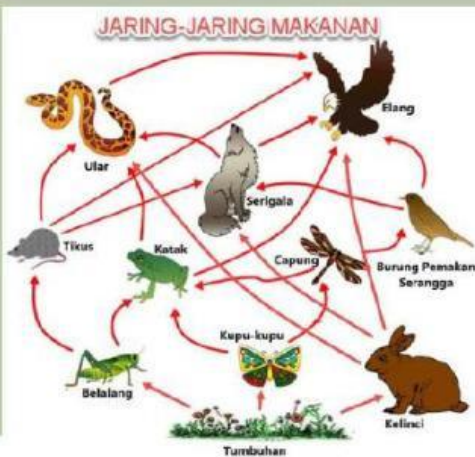 JARING-JARING MAKANAN
Elang
Ular
Serigala
Tikus
Katak
Capung
Burung Pemakan
Serangga
Kupu-kupu
Belalang
Kelinci
Tumbuhan